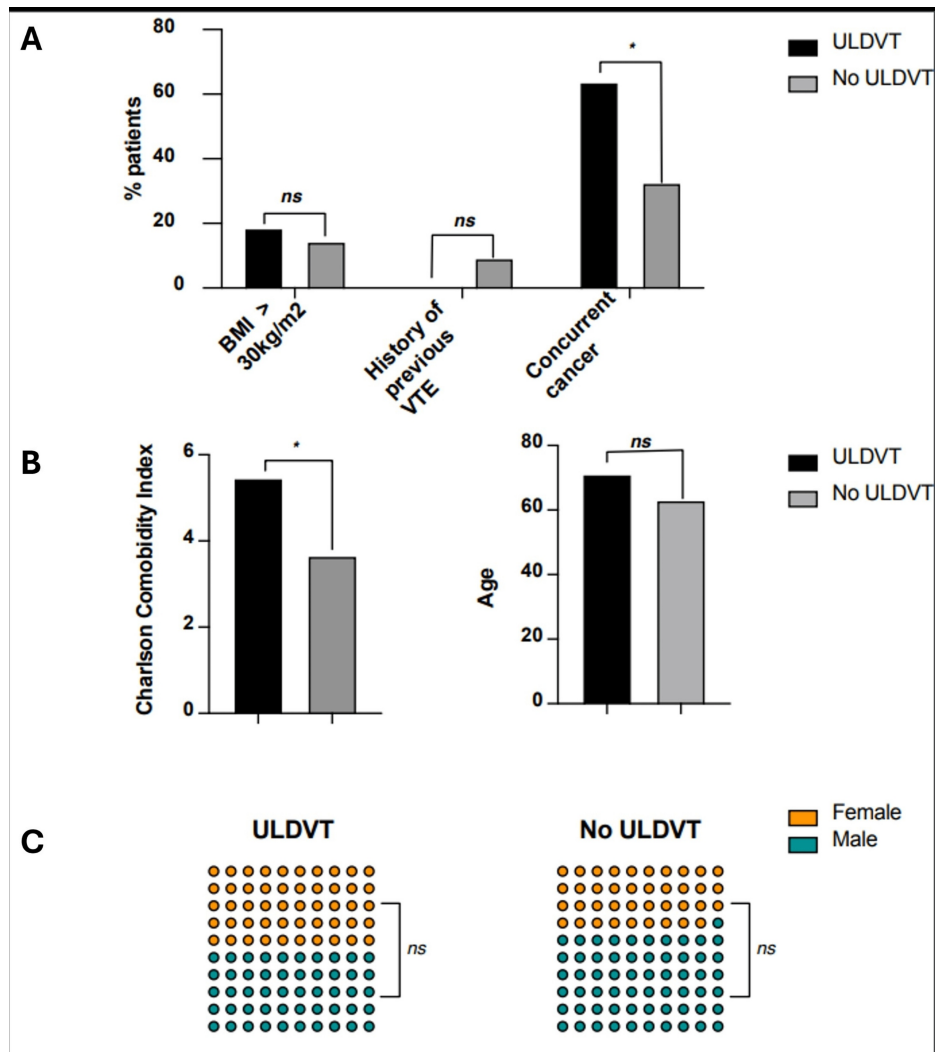 A
80
60
40
20
0
% patients
ns
ns
*
ULDVT
No ULDVT
BMI >
30kg/m2
History of
previous
VTE
Concurrent
cancer
B
6
4
2
0
Charlson Comobidity Index
*
80
60
40
20
0
Age
ns
ULDVT
No ULDVT
C
ULDVT
No ULDVT
Female
Male
ns
ns